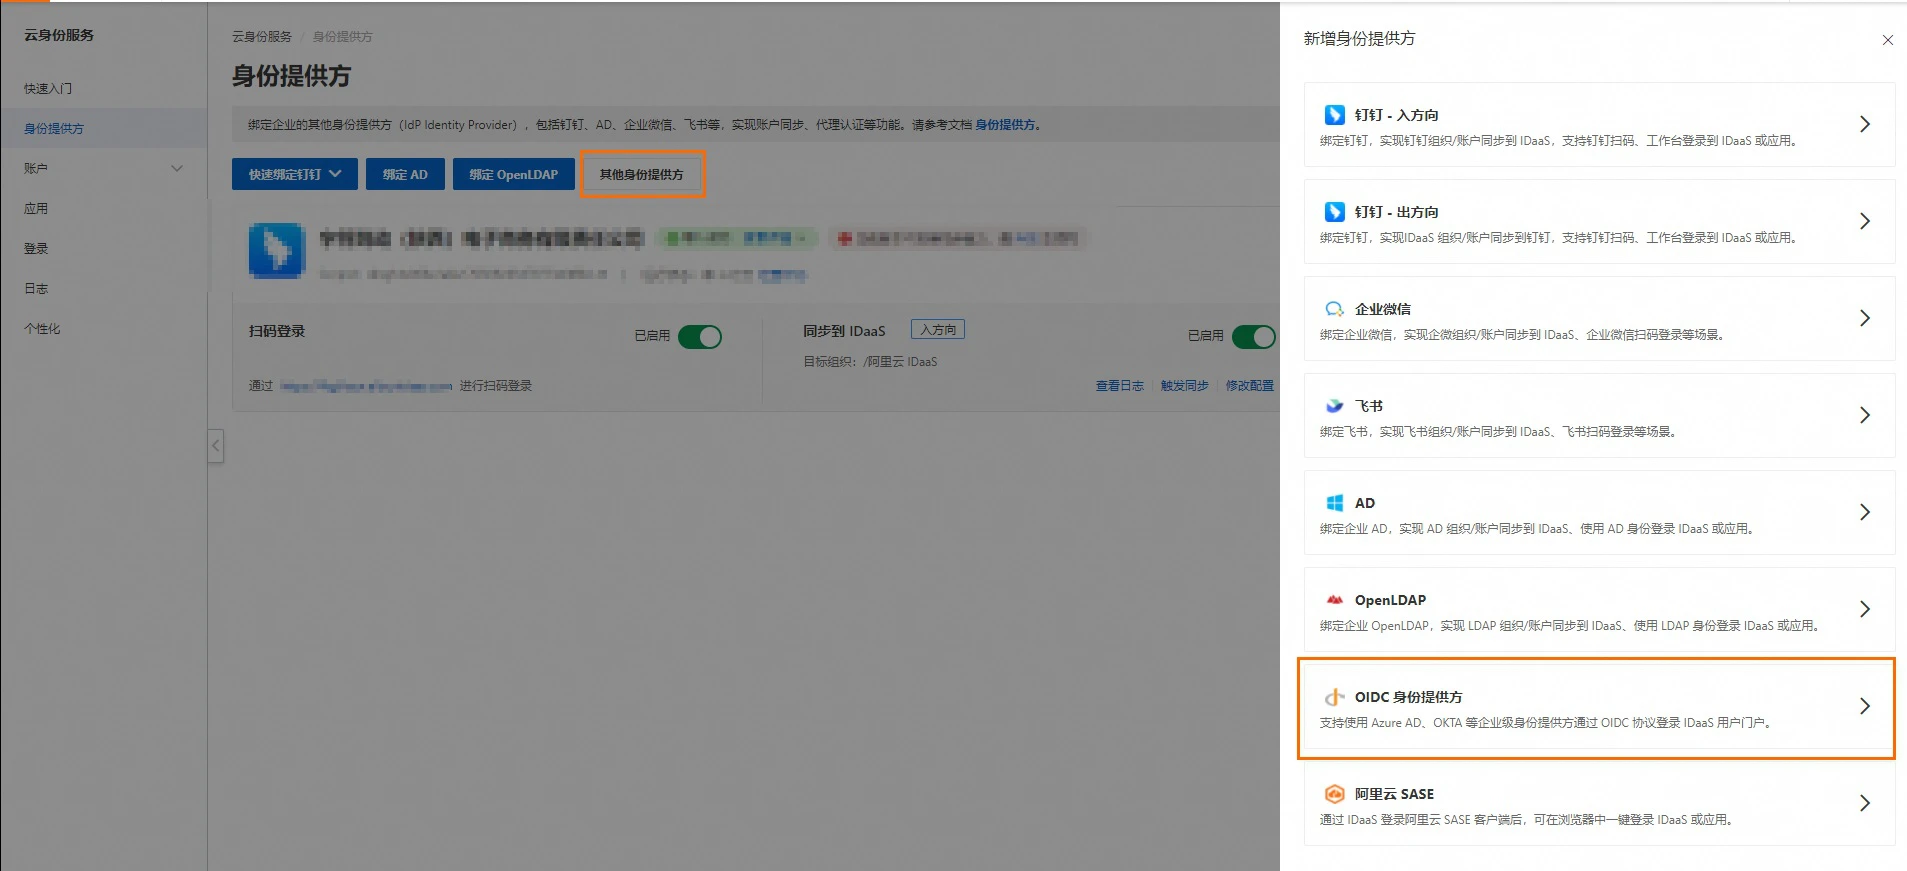 云身份服务
快速入门
身份提供方
账户
应用
登录
日志
个性化
云身份服务 / 身份提供方
身份提供方
绑定企业的其他身份提供方（IdP Identity Provider），包括钉钉、AD、企业微信、飞书等，实现账户同步、代理认证等功能。请参考文档 身份提供方。
快速绑定钉钉
绑定 AD
绑定 OpenLDAP
其他身份提供方
扫码登录
已启用
通过
进行扫码登录
同步到 IDaaS
入方向
已启用
目标组织：/阿里云 IDaaS
查看日志
触发同步
修改配置
新增身份提供方
钉钉 - 入方向
绑定钉钉，实现钉钉组织/账户同步到 IDaaS，支持钉钉扫码、工作台登录到 IDaaS 或应用。
钉钉 - 出方向
绑定钉钉，实现IDaaS 组织/账户同步到钉钉，支持钉钉扫码、工作台登录到 IDaaS 或应用。
企业微信
绑定企业微信，实现企微组织/账户同步到 IDaaS、企业微信扫码登录等场景。
飞书
绑定飞书，实现飞书组织/账户同步到 IDaaS、飞书扫码登录等场景。
AD
绑定企业 AD，实现 AD 组织/账户同步到 IDaaS、使用 AD 身份登录 IDaaS 或应用。
OpenLDAP
绑定企业 OpenLDAP，实现 LDAP 组织/账户同步到 IDaaS、使用 LDAP 身份登录 IDaaS 或应用。
OIDC 身份提供方
支持使用 Azure AD、OKTA 等企业级身份提供方通过 OIDC 协议登录 IDaaS 用户门户。
阿里云 SASE
通过 IDaaS 登录阿里云 SASE 客户端后，可在浏览器中一键登录 IDaaS 或应用。